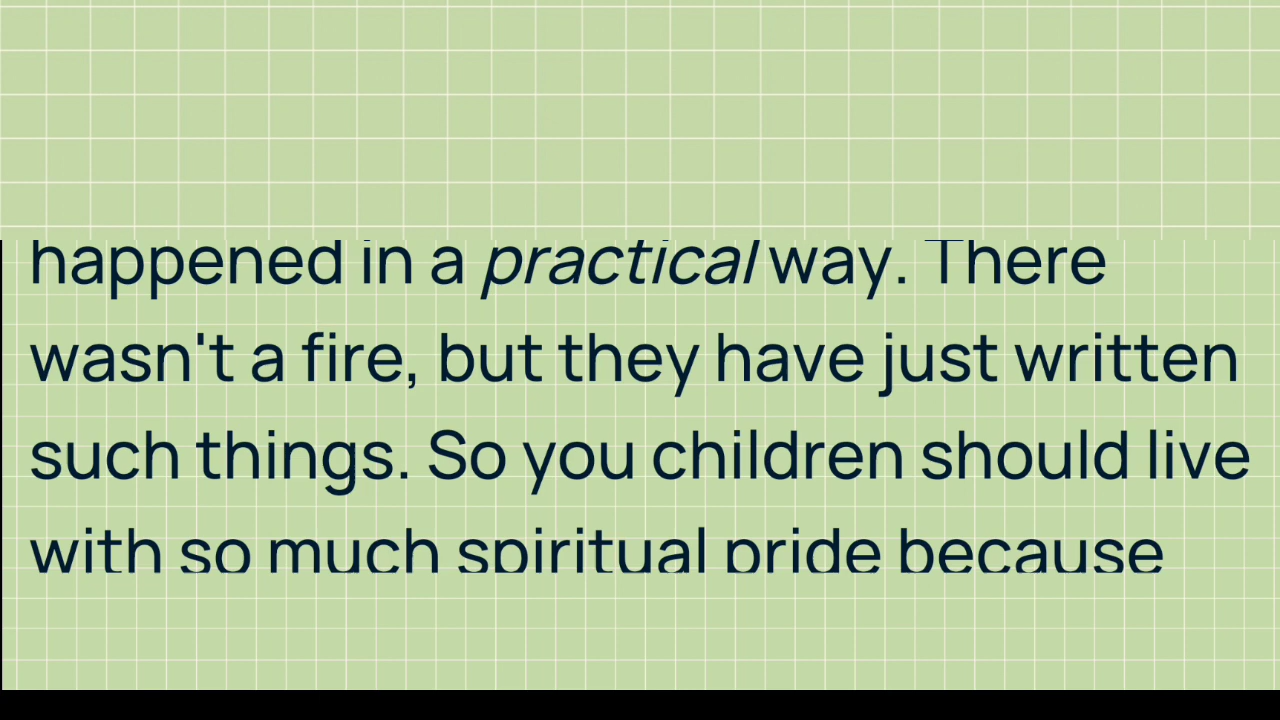 happened in a practical way. There
wasn't a fire, but they have just written
such things. So you children should live
with so much spiritual pride because